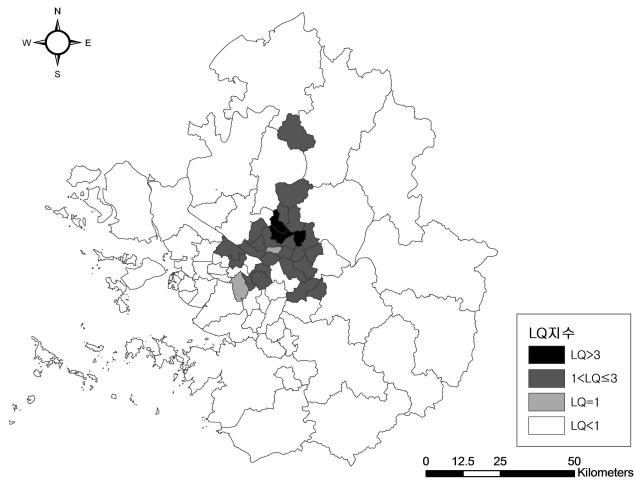 N
W E
S
LQ지수
LQ>3
1<LQ≤3
LQ=1
LQ<1
0 12.5 25 50
Kilometers